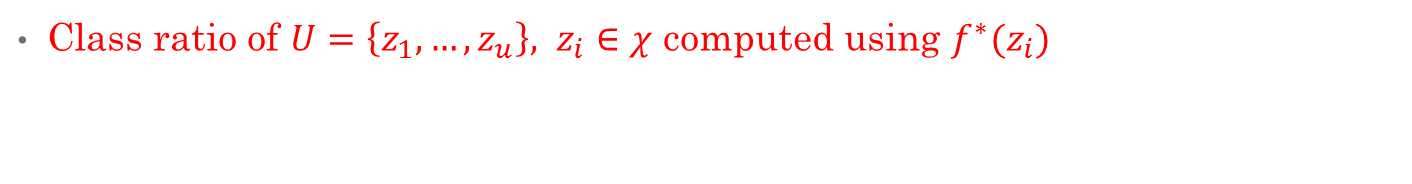 • Class ratio of 𝑈 = {𝑧₁, … , 𝑧ᵤ}, 𝑧ᵢ ∈ χ computed using 𝑓*(𝑧ᵢ)